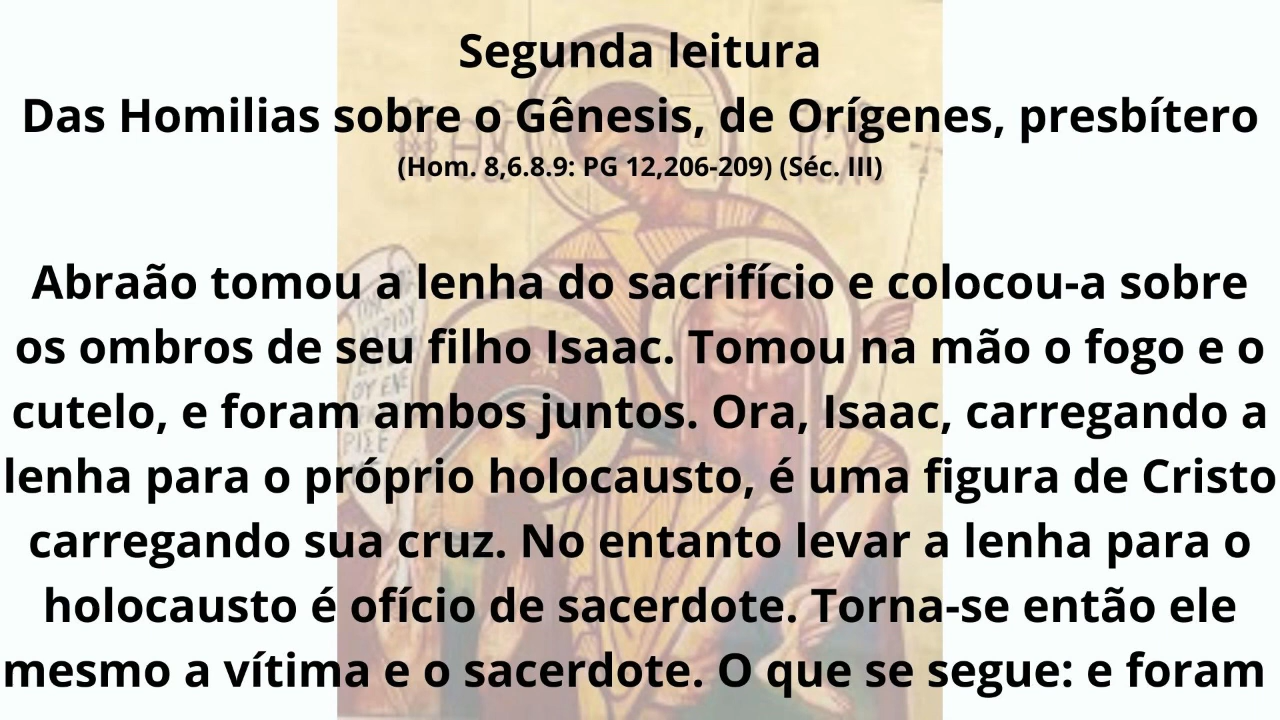 Segunda leitura
Das Homilias sobre o Gênesis, de Orígenes, presbítero
(Hom. 8,6.8.9: PG 12,206-209) (Séc. III)
Abraão tomou a lenha do sacrifício e colocou-a sobre
os ombros de seu filho Isaac. Tomou na mão o fogo e o
cutelo, e foram ambos juntos. Ora, Isaac, carregando a
lenha para o próprio holocausto, é uma figura de Cristo
carregando sua cruz. No entanto levar a lenha para o
holocausto é ofício de sacerdote. Torna-se então ele
mesmo a vítima e o sacerdote. O que se segue: e foram